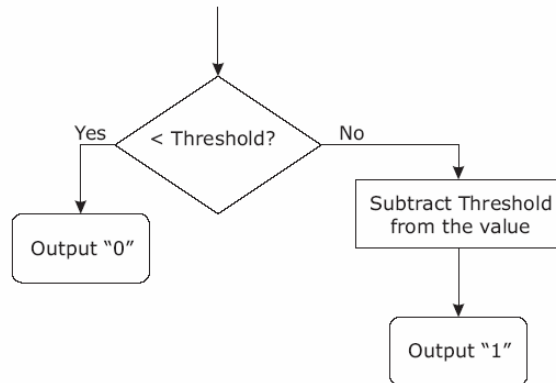 < Threshold?
Yes
No
Subtract Threshold
from the value
Output “0”
Output “1”